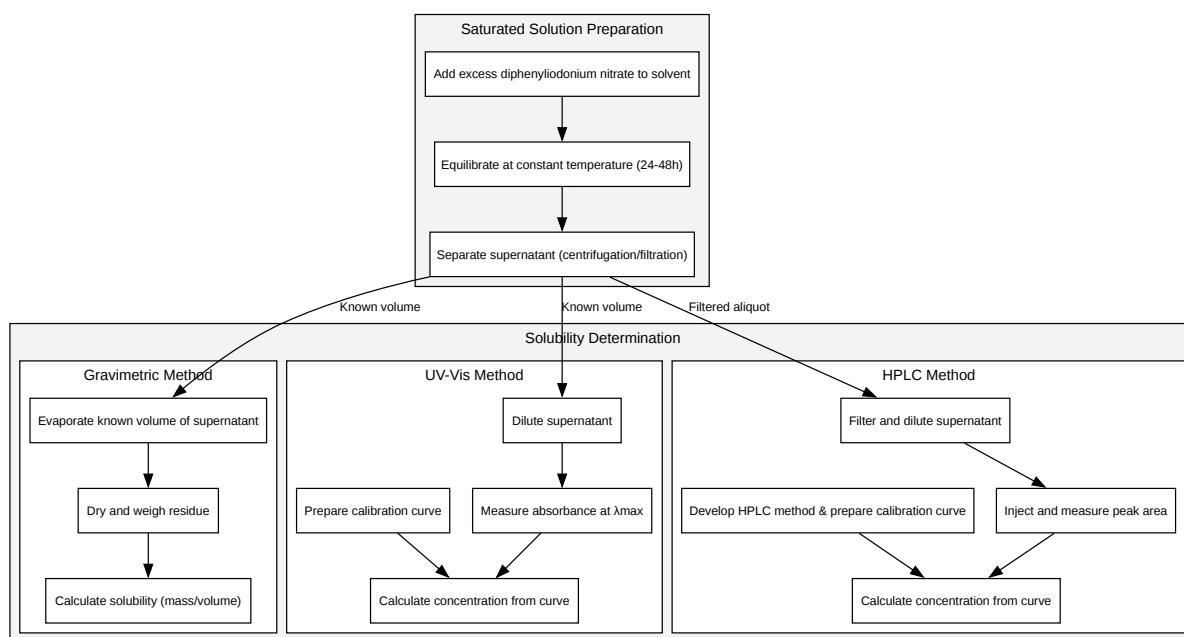 Saturated Solution Preparation
Add excess diphenyliodonium nitrate to solvent
Equilibrate at constant temperature (24-48h)
Separate supernatant (centrifugation/filtration)
Known volume
Known volume
Filtered aliquot
Solubility Determination
Gravimetric Method
Evaporate known volume of supernatant
Dry and weigh residue
Calculate solubility (mass/volume)
UV-Vis Method
Dilute supernatant
Prepare calibration curve
Measure absorbance at λmax
Calculate concentration from curve
HPLC Method
Filter and dilute supernatant
Develop HPLC method & prepare calibration curve
Inject and measure peak area
Calculate concentration from curve